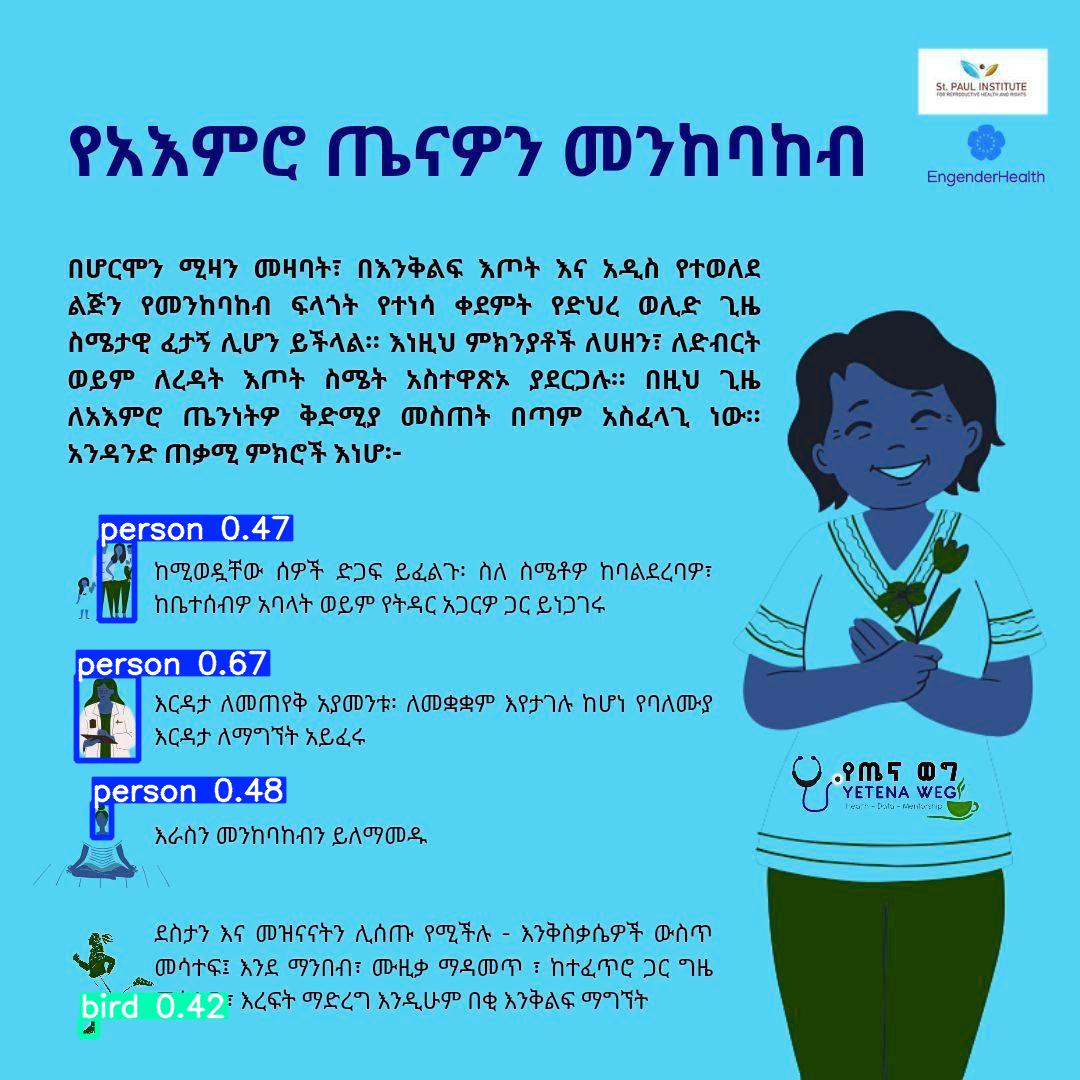 St. PAUL INSTITUTE
FOR REPRODUCTIVE HEALTH AND RIGHTS
EngenderHealth
የአእምሮ ጤናዎን መንከባከብ
በሆርሞን ሚዛን መዛባት፣ በእንቅልፍ እጦት እና አዲስ የተወለደ
ልጅን የመንከባከብ ፍላጎት የተነሳ ቀደምት የድህረ ወሊድ ጊዜ
ስሜታዊ ፈታኝ ሊሆን ይችላል። እነዚህ ምክንያቶች ለሀዘን፣ ለድብርት
ወይም ለረዳት እጦት ስሜት አስተዋጽኦ ያደርጋሉ። በዚህ ጊዜ
ለአእምሮ ጤንነትዎ ቅድሚያ መስጠት በጣም አስፈላጊ ነው።
አንዳንድ ጠቃሚ ምክሮች እነሆ፦
person 0.47
ከሚወዷቸው ሰዎች ድጋፍ ይፈልጉ፡ ስለ ስሜቶዎ ከባልደረባዎ፣
ከቤተሰብዎ አባላት ወይም የትዳር አጋርዎ ጋር ይነጋገሩ
person 0.67
እርዳታ ለመጠየቅ አያመንቱ፡ ለመቋቋም እየታገሉ ከሆነ የባለሙያ
እርዳታ ለማግኘት አይፈሩ
person 0.48
እራስን መንከባከብን ይለማመዱ
የጤና ወግ
YETENA WEG
Health - Data - Mentorship
ደስታን እና መዝናናትን ሊሰጡ የሚችሉ - እንቅስቃሴዎች ውስጥ
መሳተፍ፤ እንደ ማንበብ፣ ሙዚቃ ማዳመጥ ፣ ከተፈጥሮ ጋር ግዜ
bird 0.42 ፣ እረፍት ማድረግ እንዲሁም በቂ እንቅልፍ ማግኘት